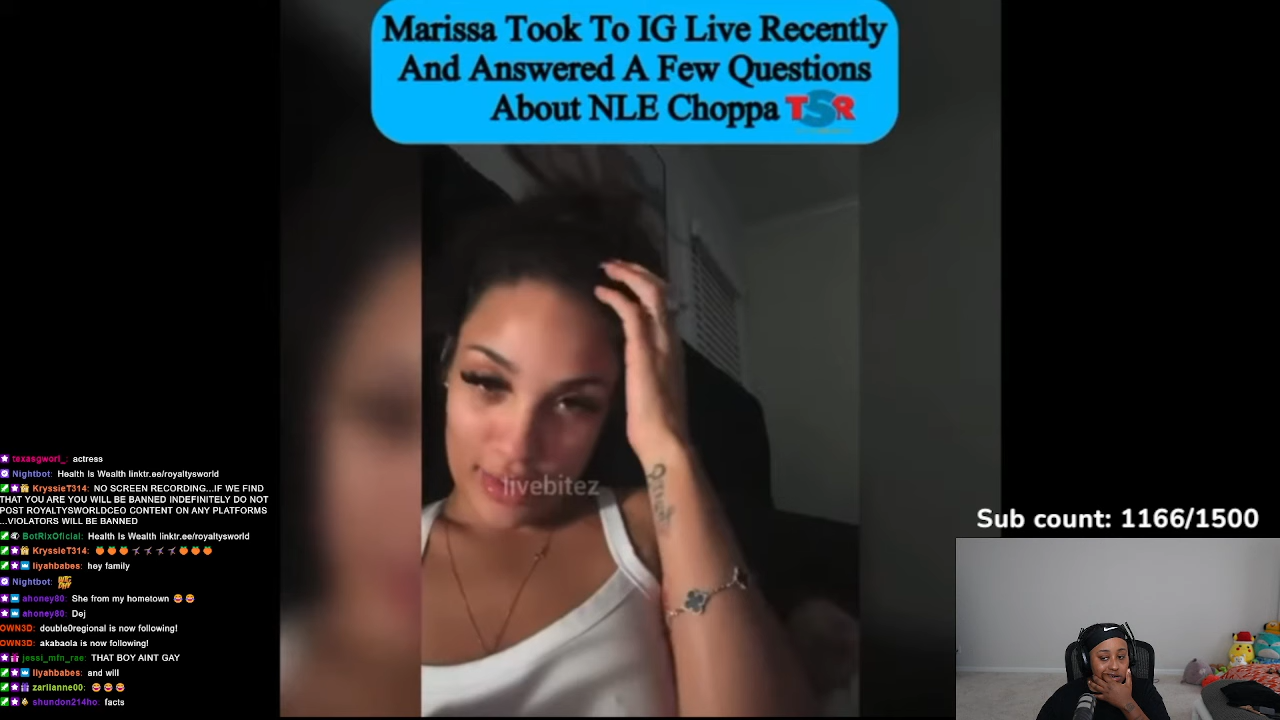 Marissa Took To IG Live Recently
And Answered A Few Questions
About NLE Choppa TSR
livebitez
taxasgworl_: actress
Nightbot: Health Is Wealth linktr.ee/royaltysworld
KryssieT314: NO SCREEN RECORDING...IF WE FIND
THAT YOU ARE YOU WILL BE BANNED INDEFINITELY DO NOT
POST ROYALTYSWORLDCEO CONTENT ON ANY PLATFORMS
...VIOLATORS WILL BE BANNED
BotRixOficial: Health Is Wealth linktr.ee/royaltysworld
KryssieT314:
liyahbabes: hey family
Nightbot:
ahoney80: She from my hometown
ahoney80: Dej
OWN3D: double0regional is now following!
OWN3D: akabaola is now following!
jessi_mfn_rae: THAT BOY AINT GAY
liyahbabes: and will
zarlianne00:
shundon214ho: facts
Sub count: 1166/1500